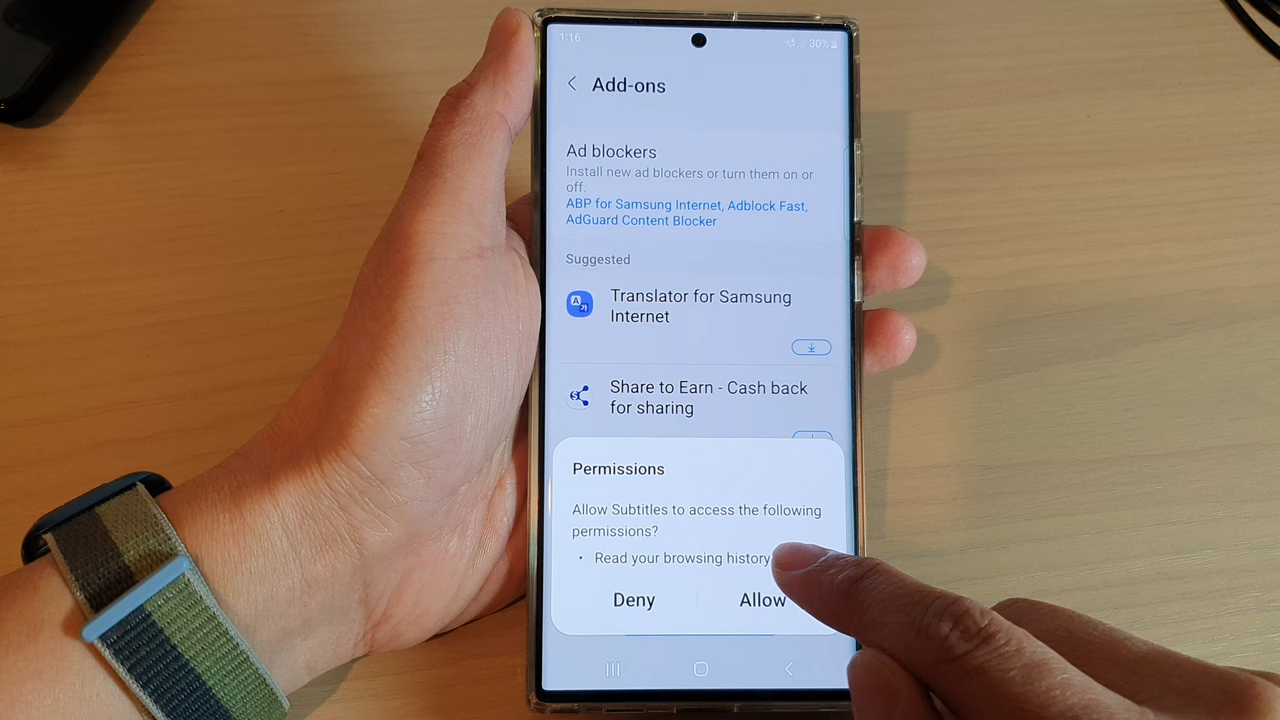 1:16
30%
Add-ons
Ad blockers
Install new ad blockers or turn them on or
off.
ABP for Samsung Internet, Adblock Fast,
AdGuard Content Blocker
Suggested
Translator for Samsung
Internet
Share to Earn - Cash back
for sharing
Permissions
Allow Subtitles to access the following
permissions?
• Read your browsing history
Deny
Allow